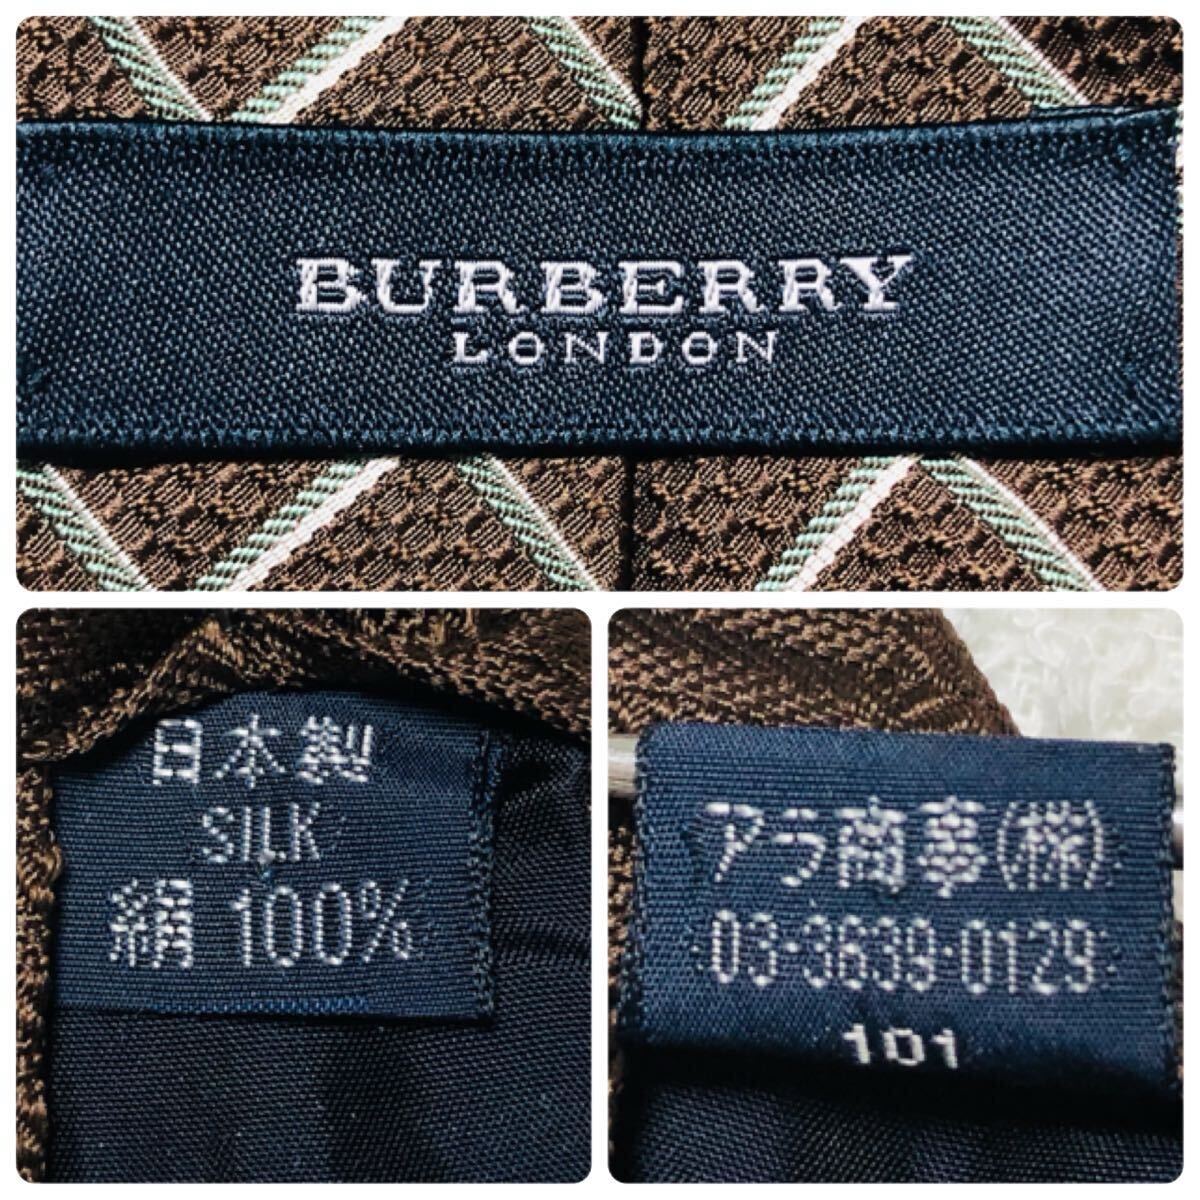 BURBERRY
LONDON
日本製
SILK
絹 100%
アラ商事(株)
03-3639-0129
101